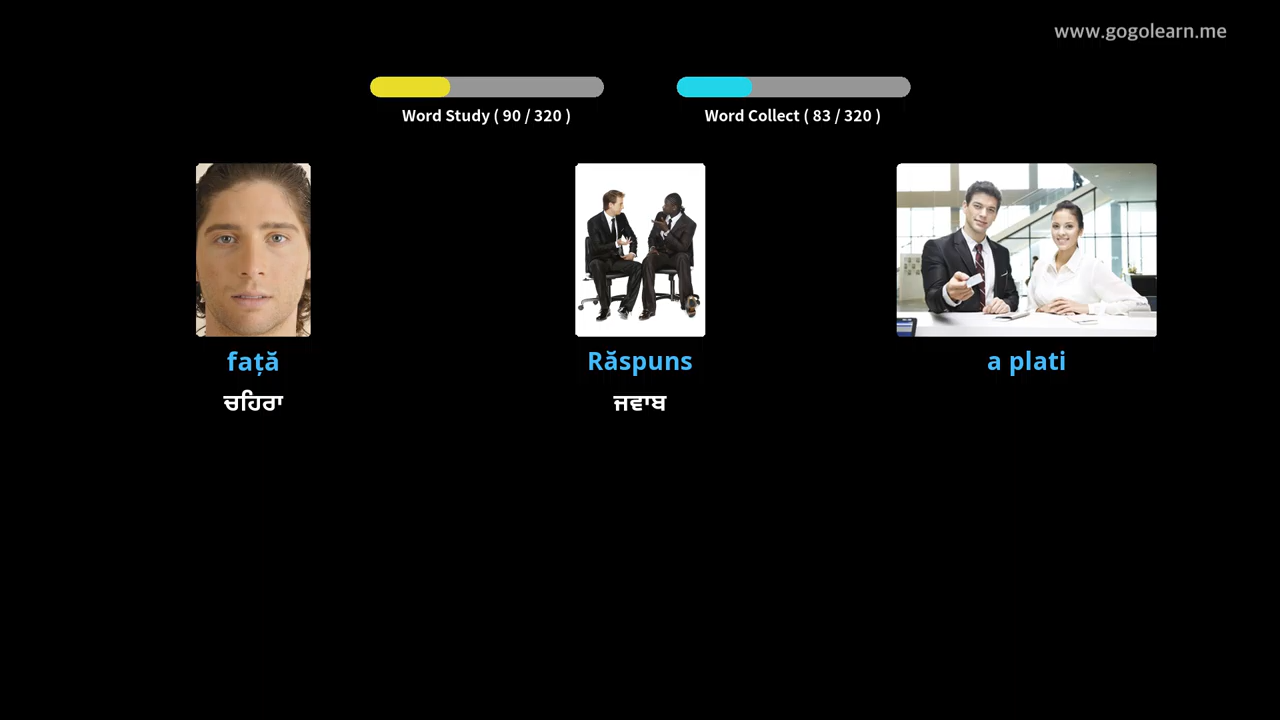 www.gogolearn.me
Word Study ( 90 / 320 )
Word Collect ( 83 / 320 )
față
Răspuns
a plati
ਚਹਿਰਾ
ਜਵਾਬ